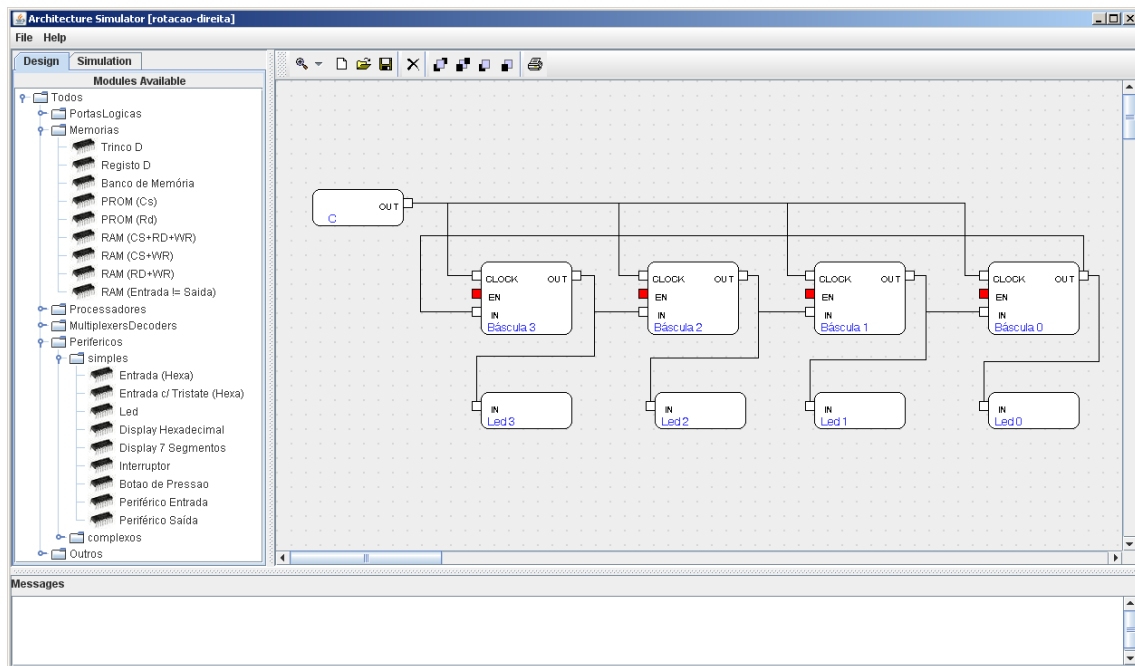 Architecture Simulator [rotacao-direita]
File Help
Design Simulation
Modules Available
Todos
PortasLogicas
Memorias
Trinco D
Registo D
Banco de Memória
PROM (Cs)
PROM (Rd)
RAM (CS+RD+WR)
RAM (CS+WR)
RAM (RD+WR)
RAM (Entrada != Saida)
Processadores
MultiplexersDecoders
Perifericos
simples
Entrada (Hexa)
Entrada c/ Tristate (Hexa)
Led
Display Hexadecimal
Display 7 Segmentos
Interruptor
Botao de Pressao
Periférico Entrada
Periférico Saída
complexos
Outros
OUT
C
CLOCK OUT CLOCK OUT CLOCK OUT CLOCK OUT
EN EN EN EN
IN IN IN IN
Báscula 3 Báscula 2 Báscula 1 Báscula 0
IN IN IN IN
Led 3 Led 2 Led 1 Led 0
Messages